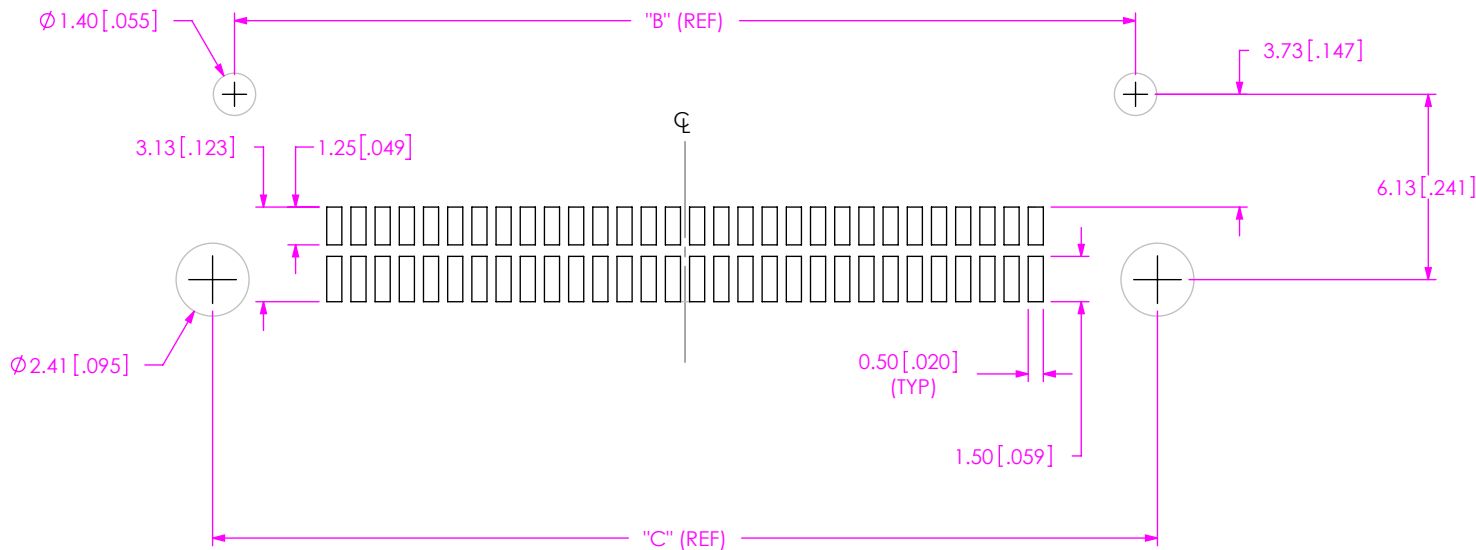 Ø1.40[.055]
"B" (REF)
3.73[.147]
℄
3.13[.123]
1.25[.049]
6.13[.241]
Ø2.41[.095]
0.50[.020]
(TYP)
1.50[.059]
"C" (REF)